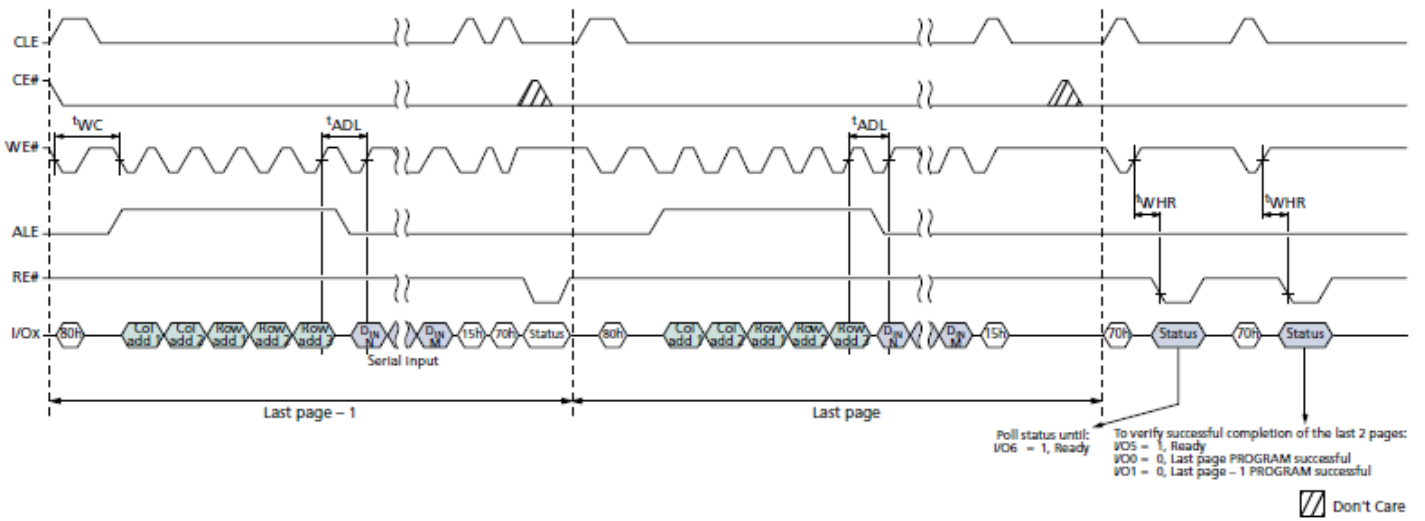 CLE
CE#
tWC
tADL
tADL
WE#
tWHR
tWHR
ALE
RE#
I/Ox
80h
Col add 1
Col add 2
Row add 1
Row add 2
Row add 3
DIN N
DIN M
15h
70h
Status
80h
Col add 1
Col add 2
Row add 1
Row add 2
Row add 3
DIN N
DIN M
15h
70h
Status
70h
Status
Serial input
Last page – 1
Last page
Poll status until:
I/O6 = 1, Ready
To verify successful completion of the last 2 pages:
I/O5 = 1, Ready
I/O0 = 0, Last page PROGRAM successful
I/O1 = 0, Last page – 1 PROGRAM successful
Don't Care